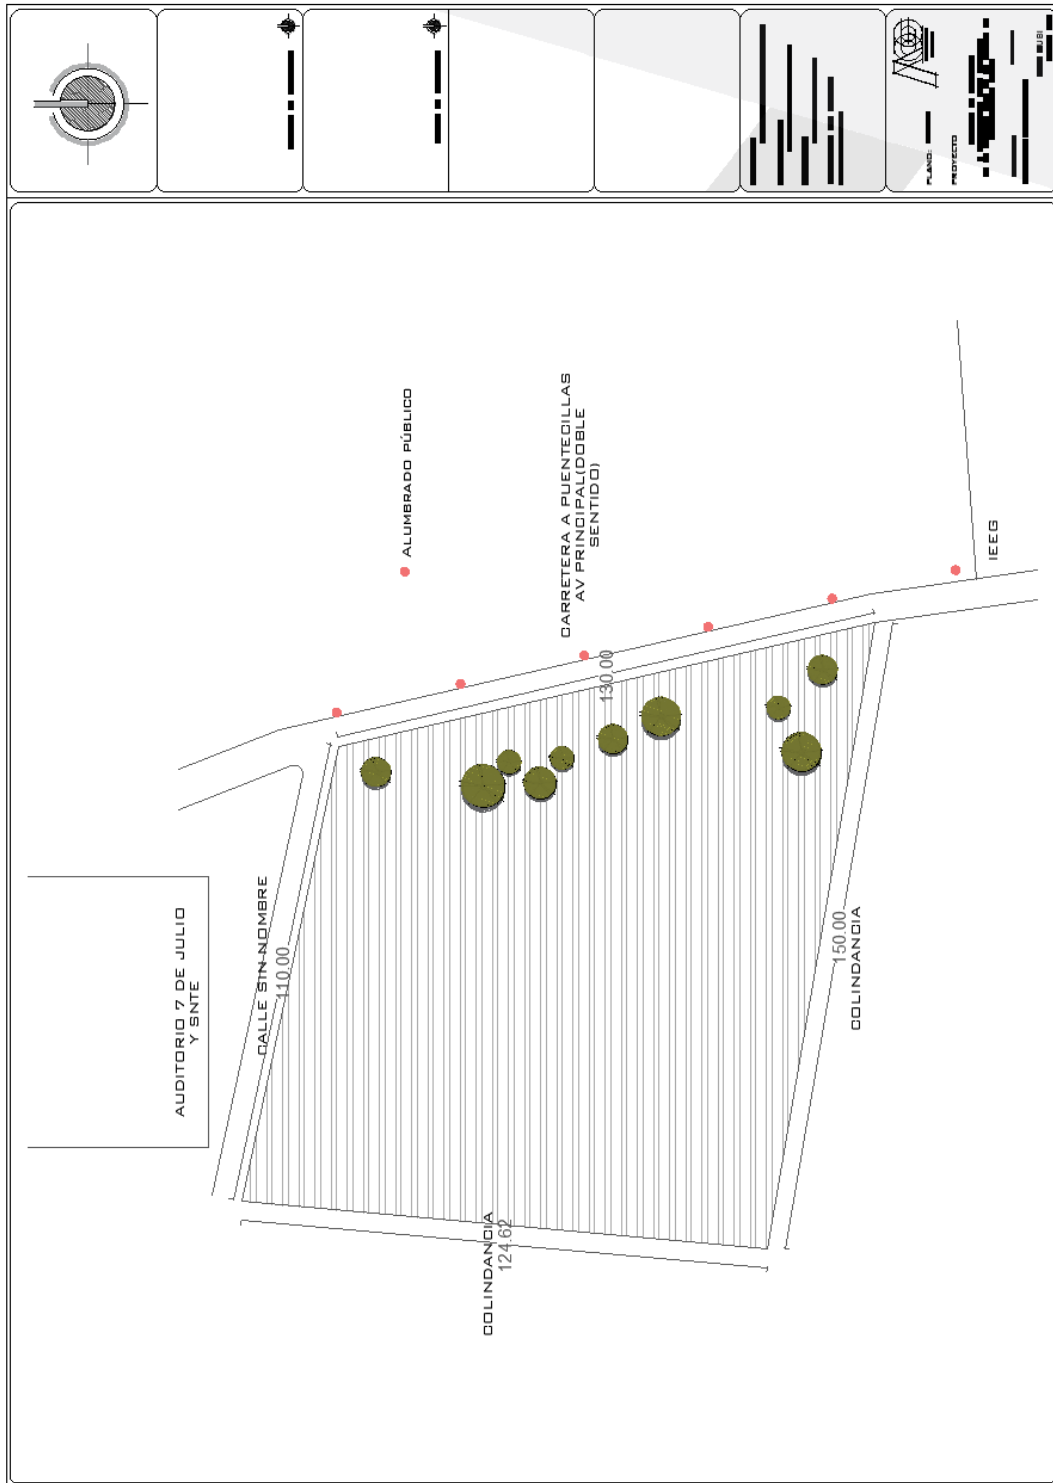 PLANO:
PROYECTO
UBI
ALUMBRADO PÚBLICO
CARRETERA A PUENTECILLAS
AV PRINCIPAL(DOBLE
SENTIDO)
IEEG
130.00
AUDITORIO 7 DE JULIO
Y SNTE
CALLE SIN NOMBRE
110.00
150.00
COLINDANCIA
COLINDANCIA
124.62